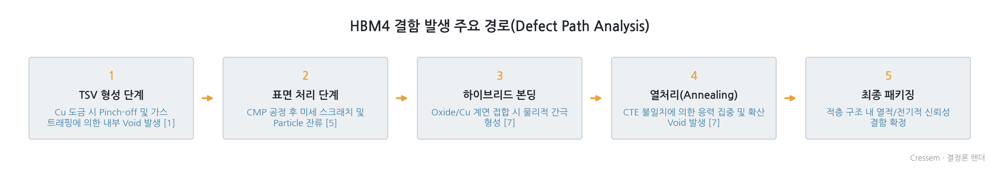 HBM4 결함 발생 주요 경로(Defect Path Analysis)
1
TSV 형성 단계
Cu 도금 시 Pinch-off 및 가스
트래핑에 의한 내부 Void 발생 [1]
2
표면 처리 단계
CMP 공정 후 미세 스크래치 및
Particle 잔류 [5]
3
하이브리드 본딩
Oxide/Cu 계면 접합 시 물리적 간극
형성 [7]
4
열처리(Annealing)
CTE 불일치에 의한 응력 집중 및 확산
Void 발생 [7]
5
최종 패키징
적층 구조 내 열적/전기적 신뢰성
결함 확정
Cressem · 결정론 렌더